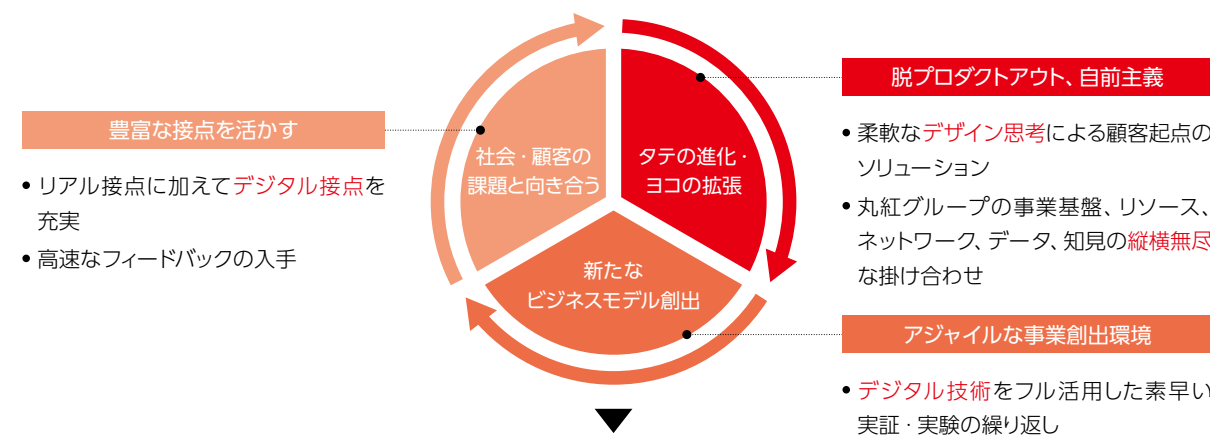 豊富な接点を活かす
• リアル接点に加えてデジタル接点を
充実
• 高速なフィードバックの入手
社会・顧客の
課題と向き合う
タテの進化・
ヨコの拡張
新たな
ビジネスモデル創出
脱プロダクトアウト、自前主義
• 柔軟なデザイン思考による顧客起点の
ソリューション
• 丸紅グループの事業基盤、リソース、
ネットワーク、データ、知見の縦横無尽
な掛け合わせ
アジャイルな事業創出環境
• デジタル技術をフル活用した素早い
実証・実験の繰り返し